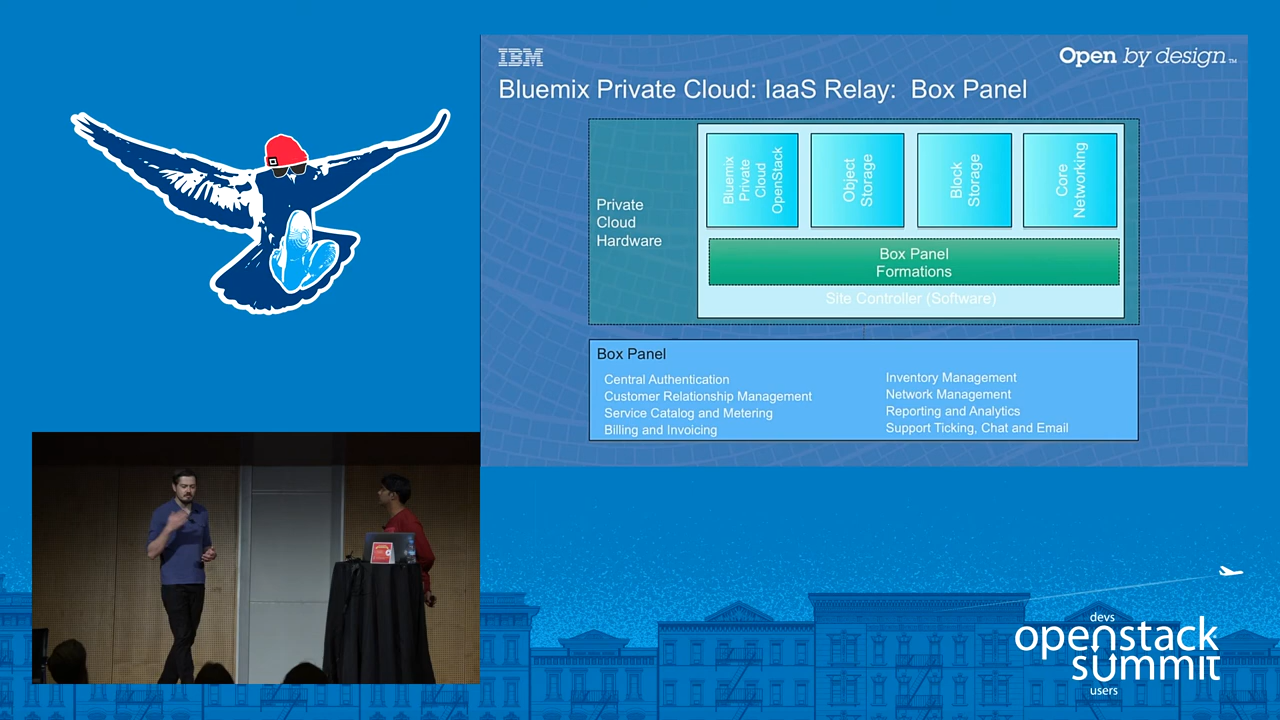 IBM
Open by design™
Bluemix Private Cloud: IaaS Relay: Box Panel
Private
Cloud
Hardware
Bluemix
Private
Cloud
OpenStack
Object
Storage
Block
Storage
Core
Networking
Box Panel
Formations
Site Controller (Software)
Box Panel
Central Authentication
Customer Relationship Management
Service Catalog and Metering
Billing and Invoicing
Inventory Management
Network Management
Reporting and Analytics
Support Ticking, Chat and Email
devs
openstack
summit
users